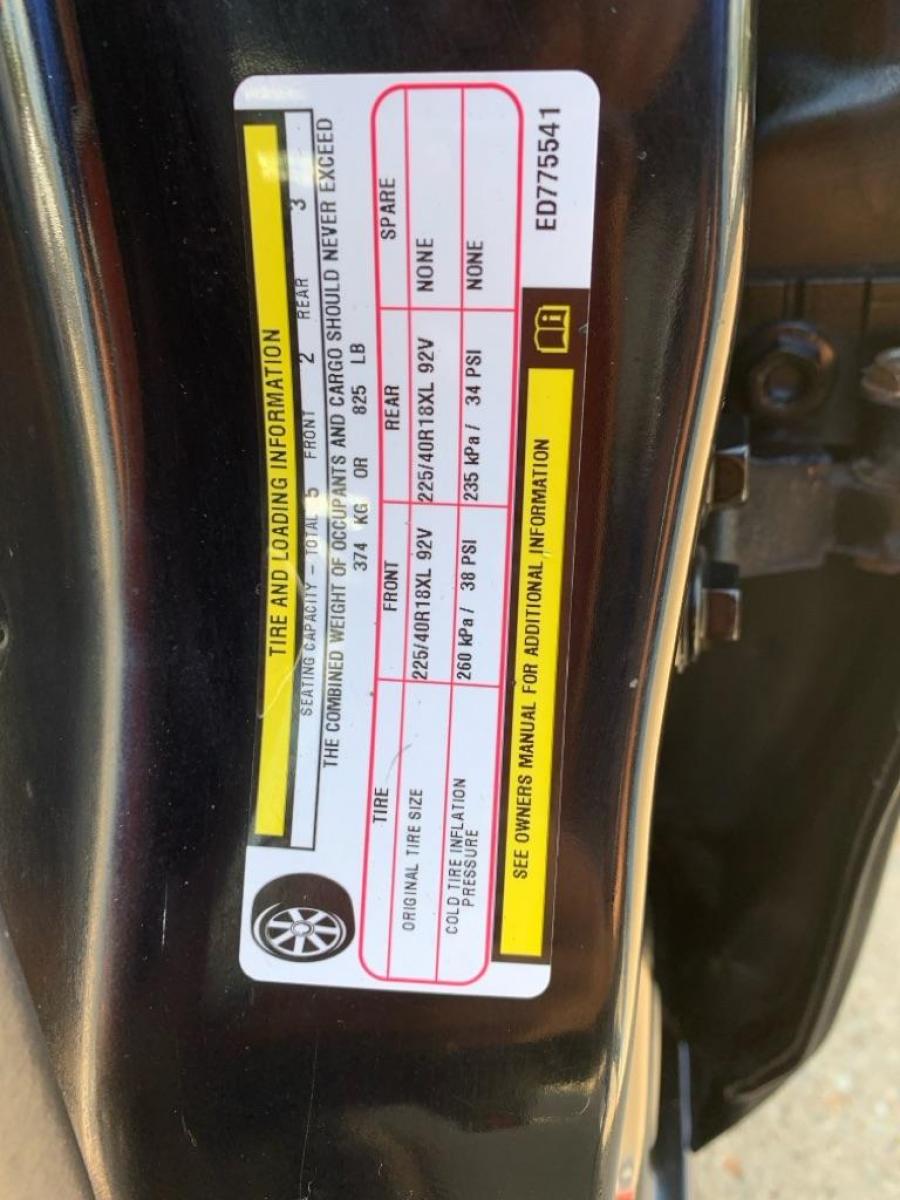 TIRE AND LOADING INFORMATION
SEATING CAPACITY - TOTAL 5 FRONT 2 REAR 3
THE COMBINED WEIGHT OF OCCUPANTS AND CARGO SHOULD NEVER EXCEED
374 KG OR 825 LB
TIRE FRONT REAR SPARE
ORIGINAL TIRE SIZE 225/40R18XL 92V 225/40R18XL 92V NONE
COLD TIRE INFLATION PRESSURE 260 kPa / 38 PSI 235 kPa / 34 PSI NONE
SEE OWNERS MANUAL FOR ADDITIONAL INFORMATION
ED775541